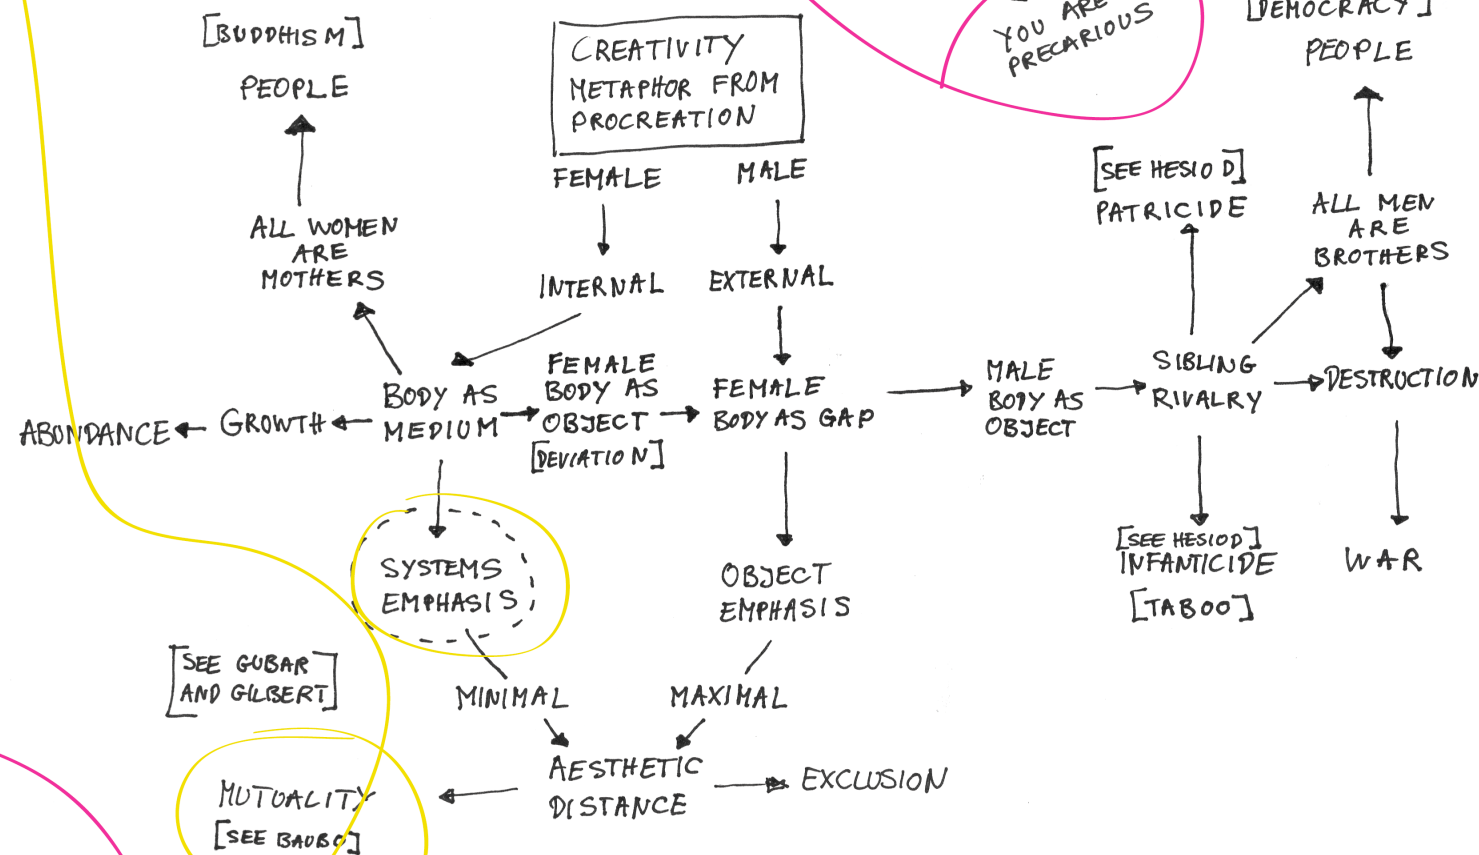 [BUDDHISM]
PEOPLE
ALL WOMEN
ARE
MOTHERS
CREATIVITY
METAPHOR FROM
PROCREATION
FEMALE
MALE
INTERNAL
EXTERNAL
YOU ARE
PRECARIOUS
[DEMOCRACY]
PEOPLE
[SEE HESIOD]
PATRICIDE
ALL MEN
ARE
BROTHERS
ABUNDANCE
GROWTH
BODY AS
MEDIUM
FEMALE
BODY AS
OBJECT
[DEVIATION]
FEMALE
BODY AS GAP
MALE
BODY AS
OBJECT
SIBLING
RIVALRY
DESTRUCTION
SYSTEMS
EMPHASIS
OBJECT
EMPHASIS
[SEE HESIOD]
INFANTICIDE
[TABOO]
WAR
[SEE GUBAR
AND GILBERT]
MINIMAL
MAXIMAL
AESTHETIC
DISTANCE
EXCLUSION
MUTUALITY
[SEE BAUBO]